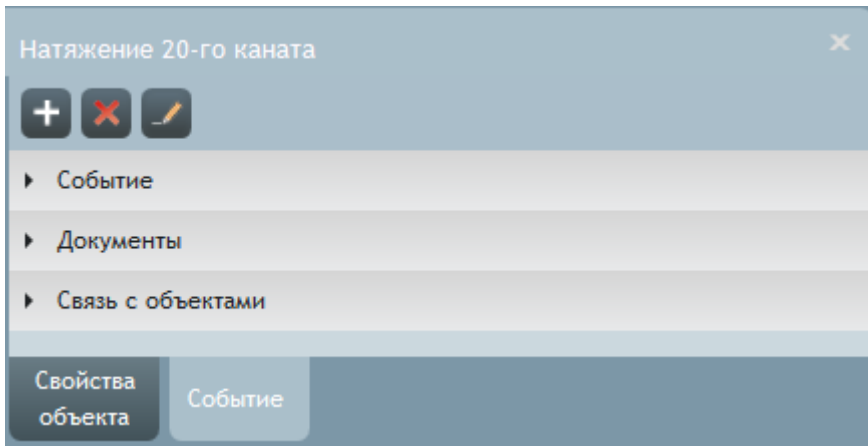 Натяжение 20-го каната
Событие
Документы
Связь с объектами
Свойства
объекта
Событие